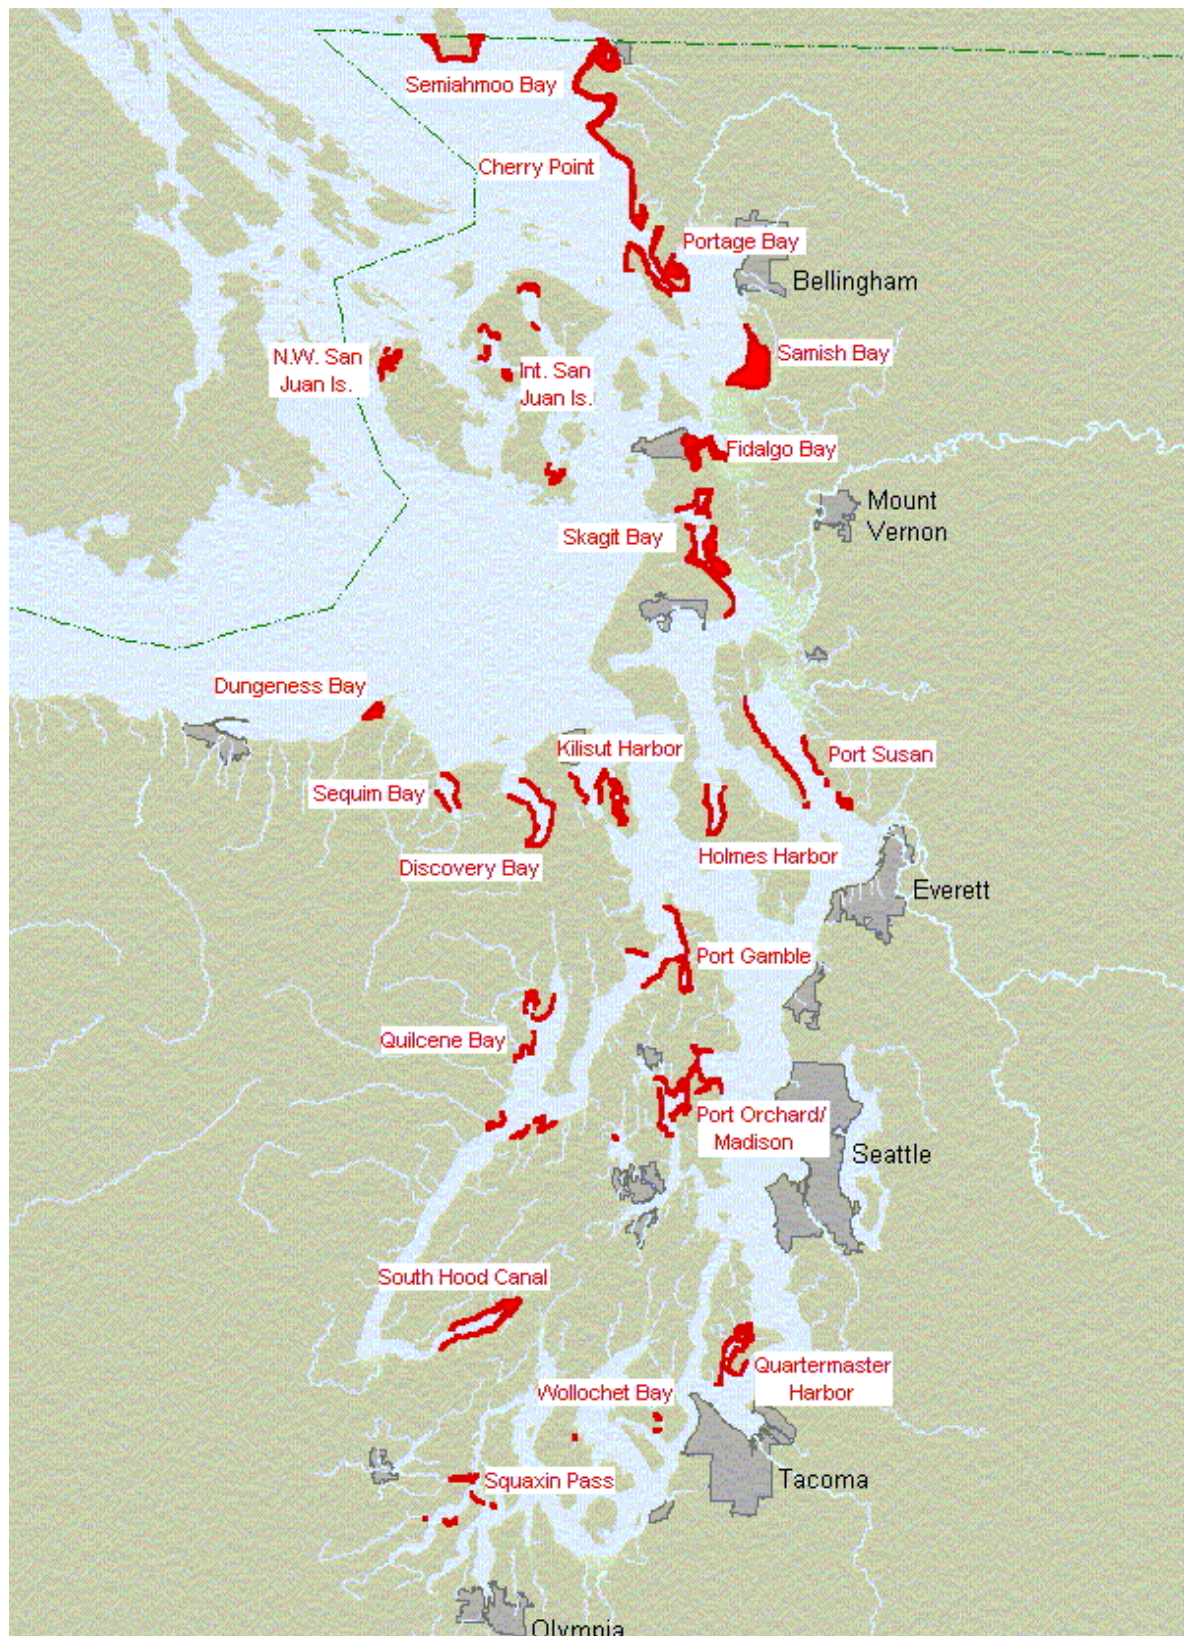 Semiahmoo Bay
Cherry Point
Portage Bay
Bellingham
N.W. San
Juan Is.
Int. San
Juan Is.
Samish Bay
Fidalgo Bay
Mount
Vernon
Skagit Bay
Dungeness Bay
Kilisut Harbor
Port Susan
Sequim Bay
Discovery Bay
Holmes Harbor
Everett
Port Gamble
Quilcene Bay
Port Orchard/
Madison
Seattle
South Hood Canal
Quartermaster
Harbor
Wollochet Bay
Squaxin Pass
Tacoma
Olympia